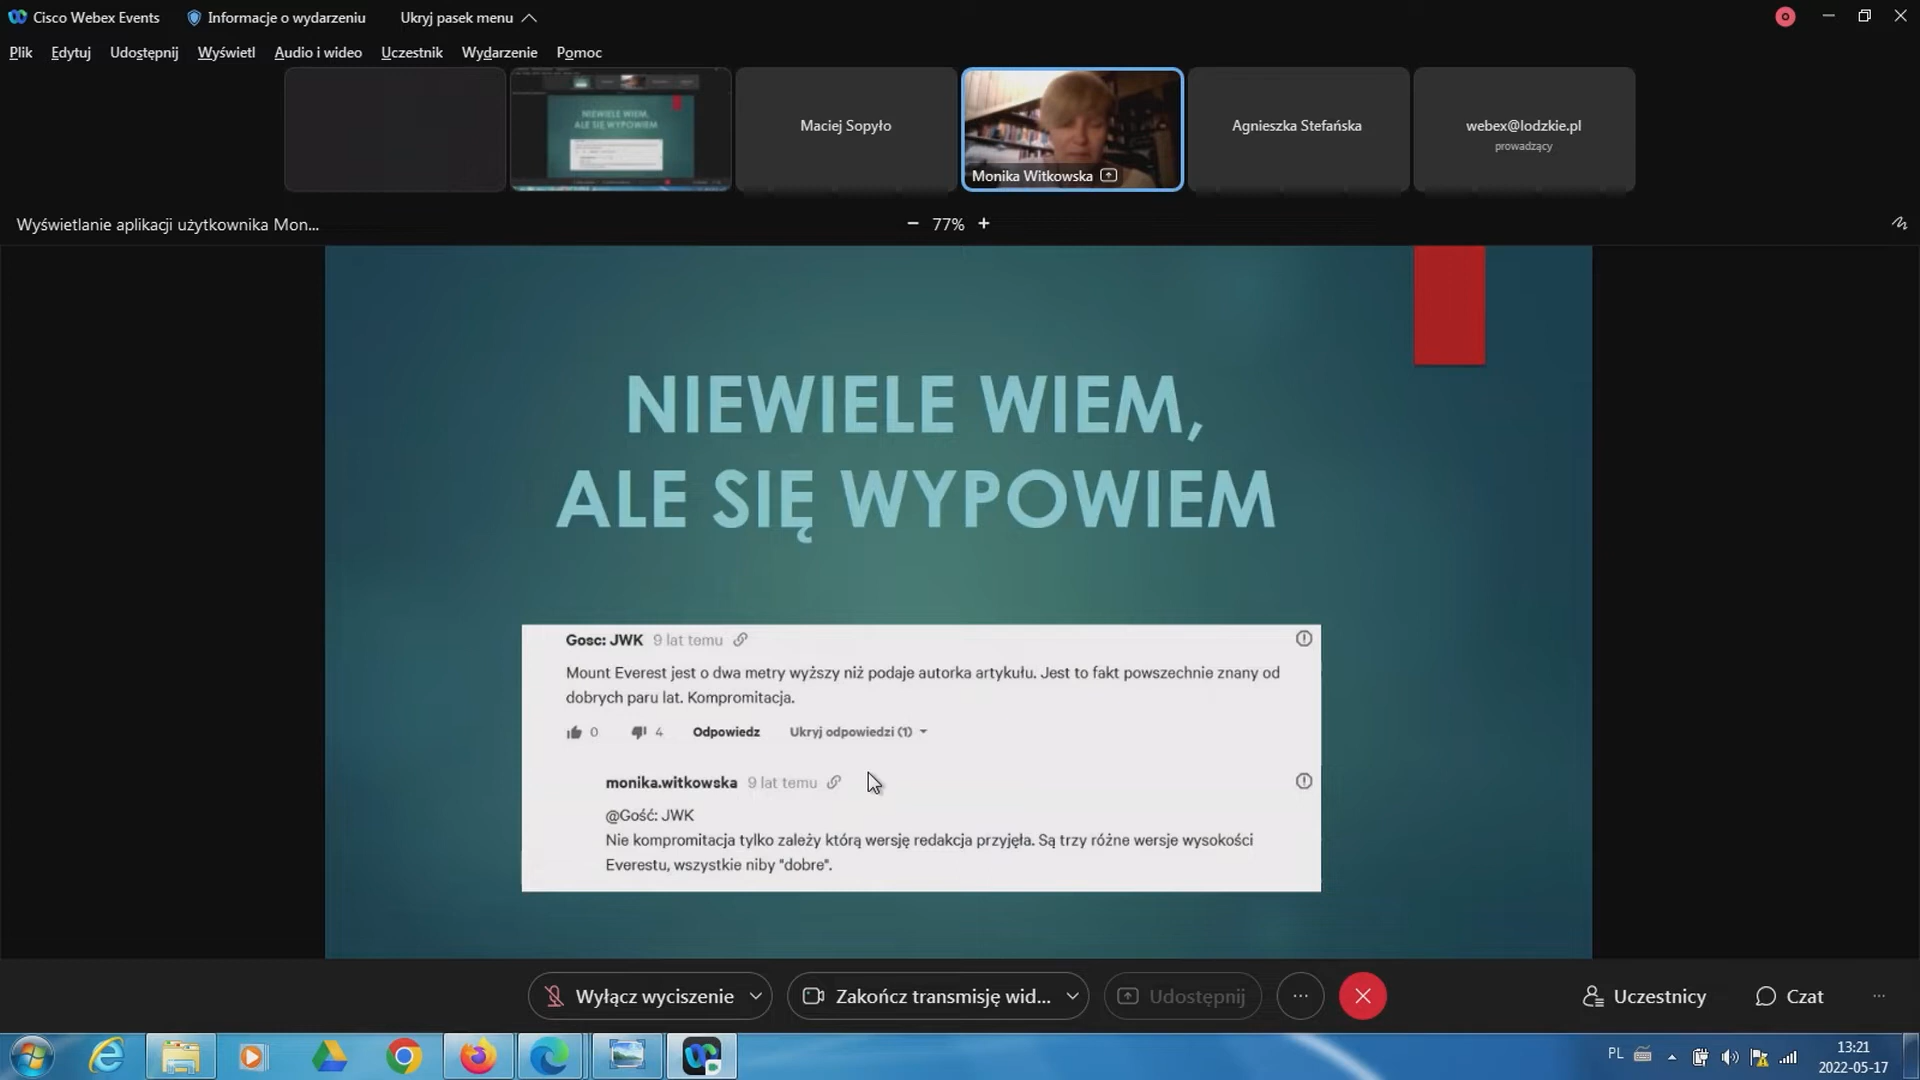 Cisco Webex Events
Informacje o wydarzeniu
Ukryj pasek menu
Plik Edytuj Udostępnij Wyświetl Audio i wideo Uczestnik Wydarzenie Pomoc
NIEWIELE WIEM,
ALE SIĘ WYPOWIEM
Maciej Sopyło
Monika Witkowska
Agnieszka Stefańska
webex@lodzkie.pl
prowadzący
Wyświetlanie aplikacji użytkownika Mon...
− 77% +
NIEWIELE WIEM,
ALE SIĘ WYPOWIEM
Gosc: JWK 9 lat temu
Mount Everest jest o dwa metry wyższy niż podaje autorka artykułu. Jest to fakt powszechnie znany od
dobrych paru lat. Kompromitacja.
0 4 Odpowiedz Ukryj odpowiedzi (1)
monika.witkowska 9 lat temu
@Gość: JWK
Nie kompromitacja tylko zależy którą wersję redakcja przyjęła. Są trzy różne wersje wysokości
Everestu, wszystkie niby "dobre".
Wyłącz wyciszenie
Zakończ transmisję wid...
Udostępnij
Uczestnicy
Czat
PL
13:21
2022-05-17